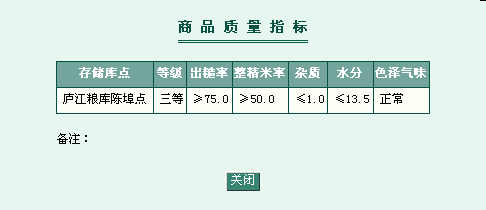 商品质量指标
存储库点 等级 出糙率 整精米率 杂质 水分 色泽气味
庐江粮库陈埠点 三等 ≥75.0 ≥50.0 ≤1.0 ≤13.5 正常
备注：
关闭